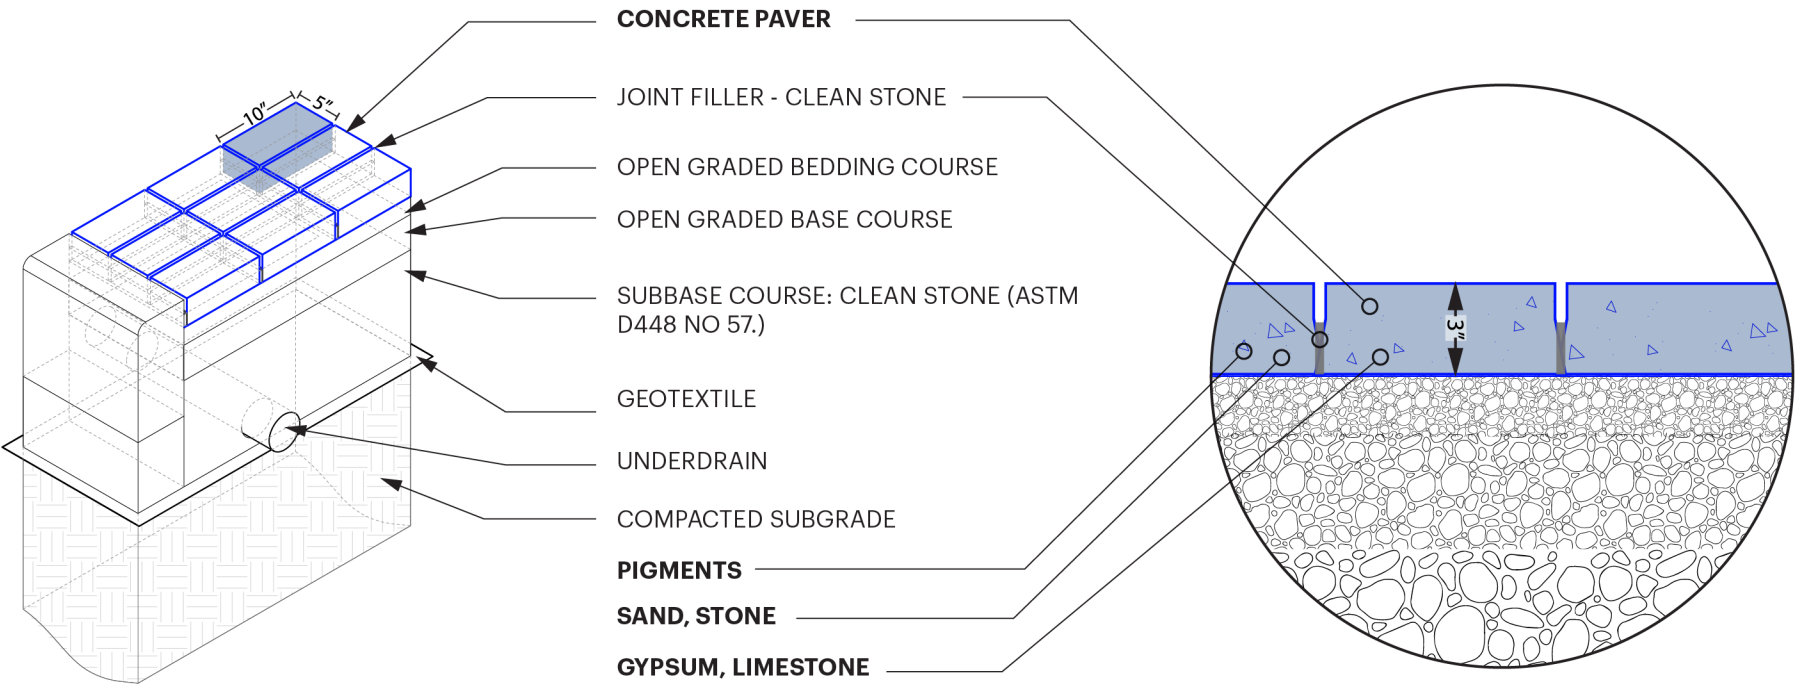 CONCRETE PAVER
10"
5"
JOINT FILLER - CLEAN STONE
OPEN GRADED BEDDING COURSE
OPEN GRADED BASE COURSE
SUBBASE COURSE: CLEAN STONE (ASTM
D448 NO 57.)
3"
GEOTEXTILE
UNDERDRAIN
COMPACTED SUBGRADE
PIGMENTS
SAND, STONE
GYPSUM, LIMESTONE